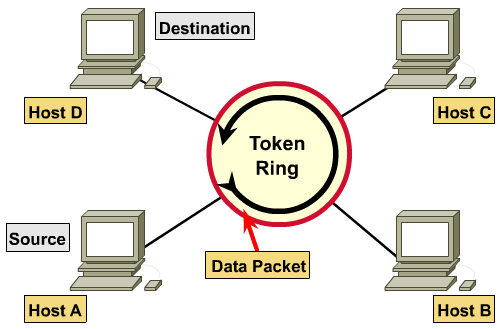 Destination
Host D
Host C
Token
Ring
Source
Data Packet
Host A
Host B